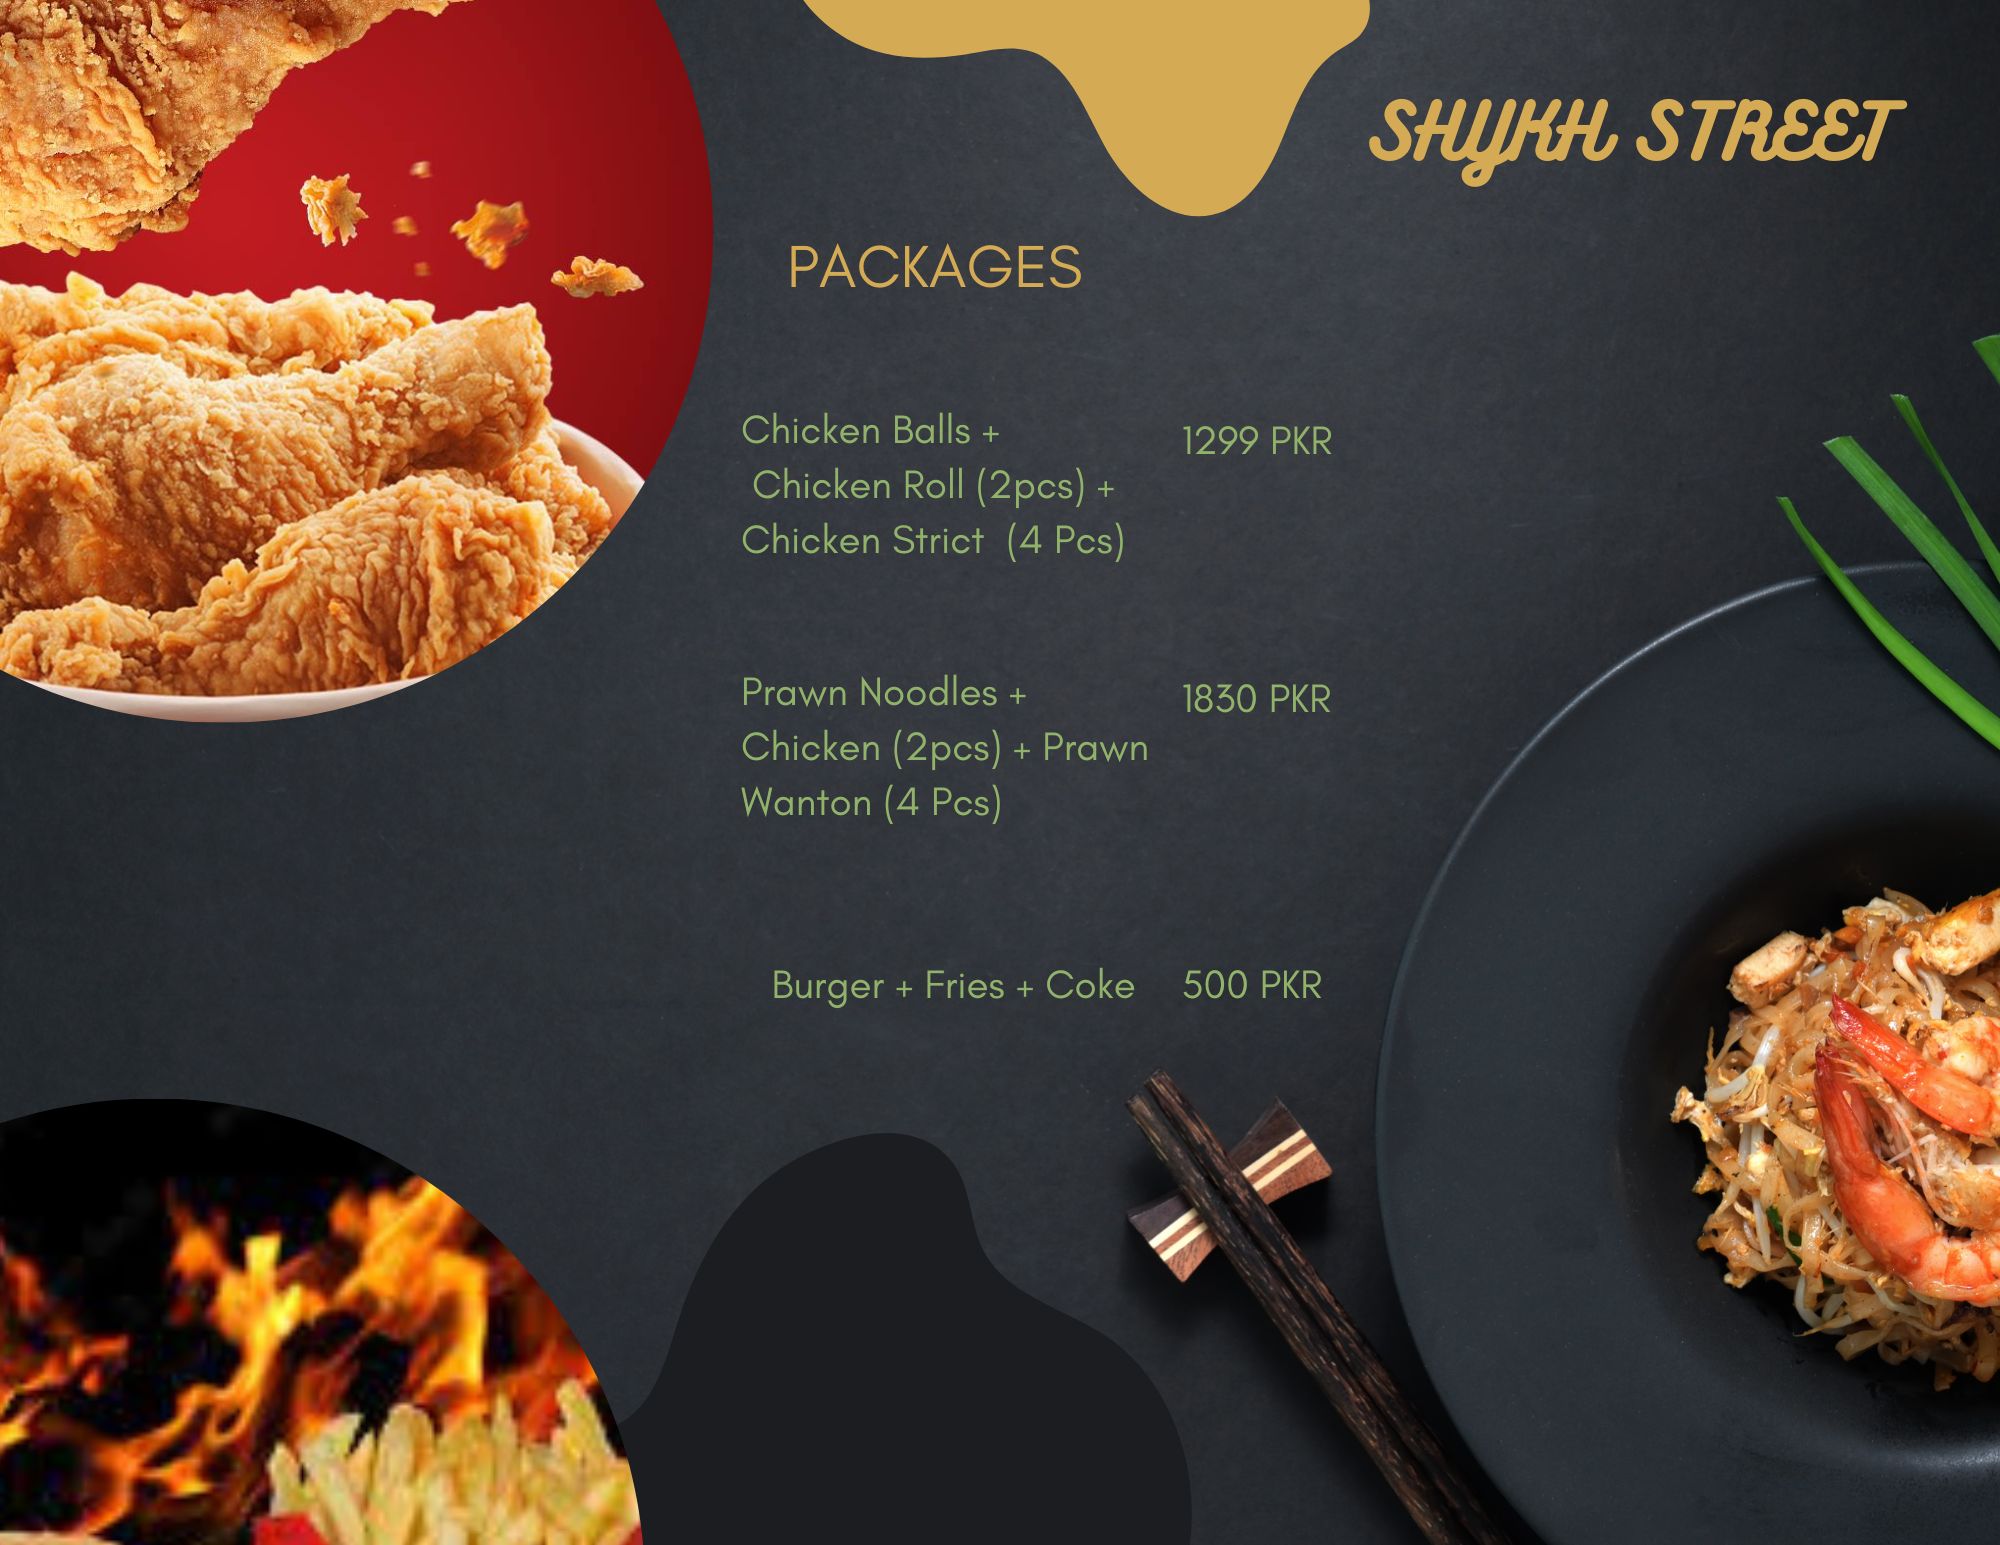 SHYKH STREET
PACKAGES
Chicken Balls +
Chicken Roll (2pcs) +
Chicken Strict (4 Pcs)
1299 PKR
Prawn Noodles +
Chicken (2pcs) + Prawn
Wanton (4 Pcs)
1830 PKR
Burger + Fries + Coke
500 PKR